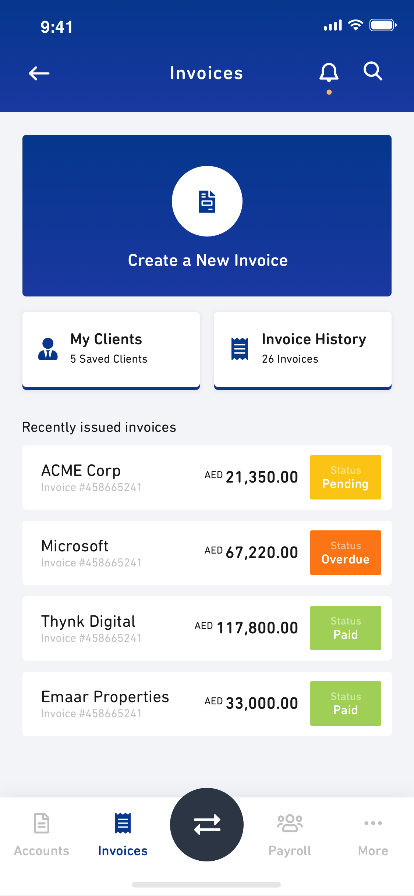 9:41
Invoices
Create a New Invoice
My Clients
5 Saved Clients
Invoice History
26 Invoices
Recently issued invoices
ACME Corp
Invoice #458665241
AED 21,350.00
Status
Pending
Microsoft
Invoice #458665241
AED 67,220.00
Status
Overdue
Thynk Digital
Invoice #458665241
AED 117,800.00
Status
Paid
Emaar Properties
Invoice #458665241
AED 33,000.00
Status
Paid
Accounts
Invoices
Payroll
More